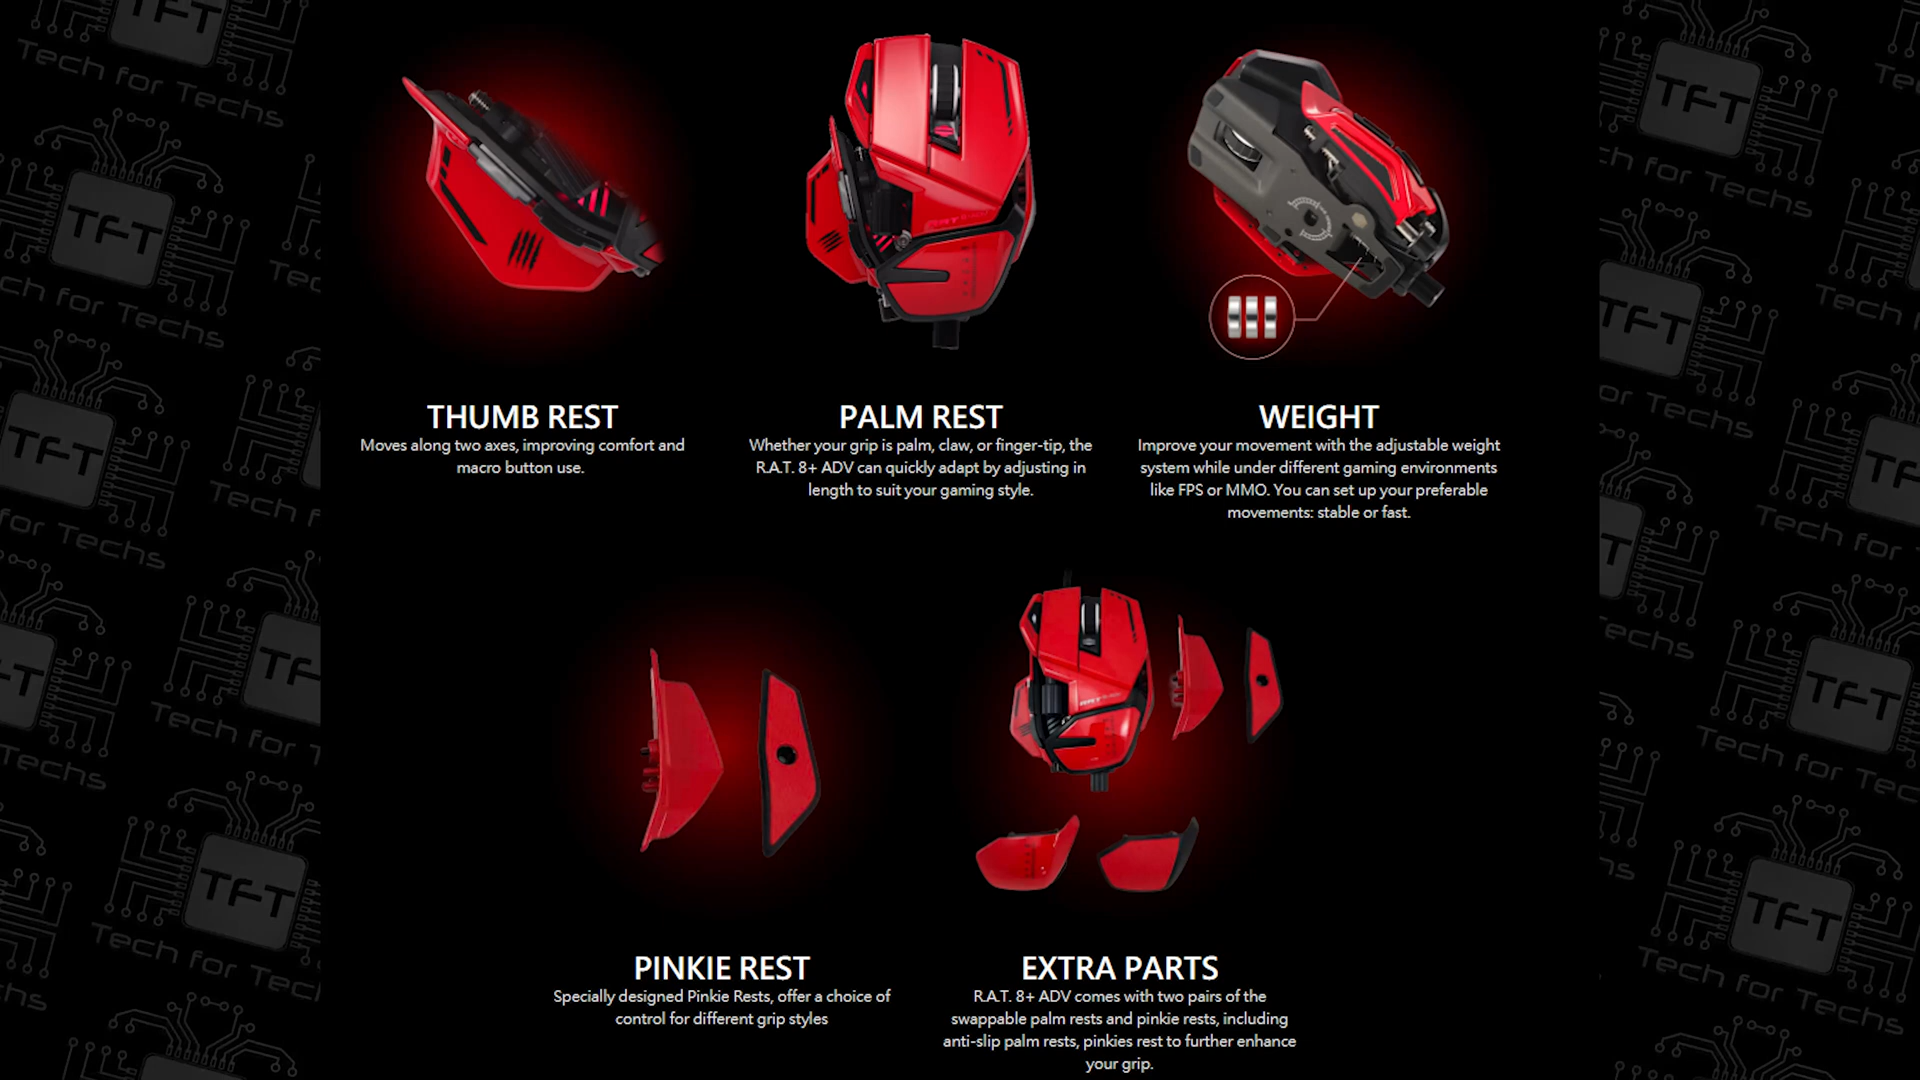 THUMB REST
Moves along two axes, improving comfort and
macro button use.
PALM REST
Whether your grip is palm, claw, or finger-tip, the
R.A.T. 8+ ADV can quickly adapt by adjusting in
length to suit your gaming style.
WEIGHT
Improve your movement with the adjustable weight
system while under different gaming environments
like FPS or MMO. You can set up your preferable
movements: stable or fast.
PINKIE REST
Specially designed Pinkie Rests, offer a choice of
control for different grip styles
EXTRA PARTS
R.A.T. 8+ ADV comes with two pairs of the
swappable palm rests and pinkie rests, including
anti-slip palm rests, pinkies rest to further enhance
your grip.
TFT
Tech for Techs